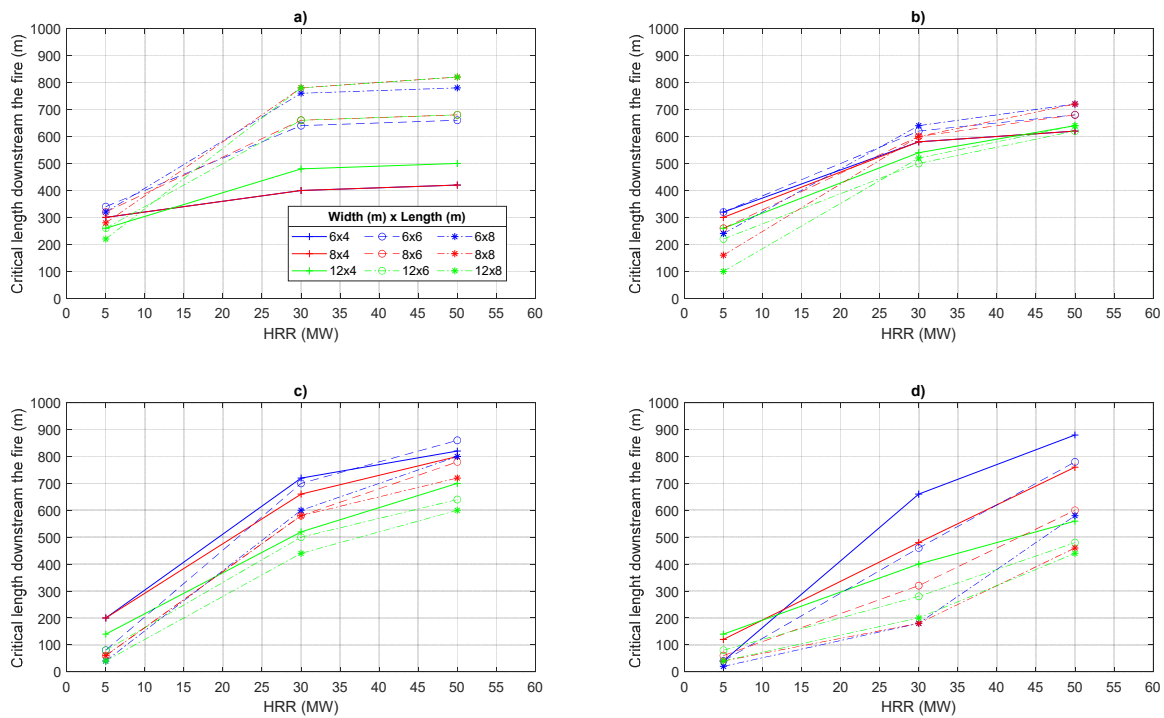 a)
Critical length downstream the fire (m)
1000
900
800
700
600
500
400
300
200
100
0
Width (m) x Length (m)
6x4 6x6 6x8
8x4 8x6 8x8
12x4 12x6 12x8
0 5 10 15 20 25 30 35 40 45 50 55 60
HRR (MW)
b)
Critical length downstream the fire (m)
1000
900
800
700
600
500
400
300
200
100
0
0 5 10 15 20 25 30 35 40 45 50 55 60
HRR (MW)
c)
Critical length downstream the fire (m)
1000
900
800
700
600
500
400
300
200
100
0
0 5 10 15 20 25 30 35 40 45 50 55 60
HRR (MW)
d)
Critical lenght downstream the fire (m)
1000
900
800
700
600
500
400
300
200
100
0
0 5 10 15 20 25 30 35 40 45 50 55 60
HRR (MW)